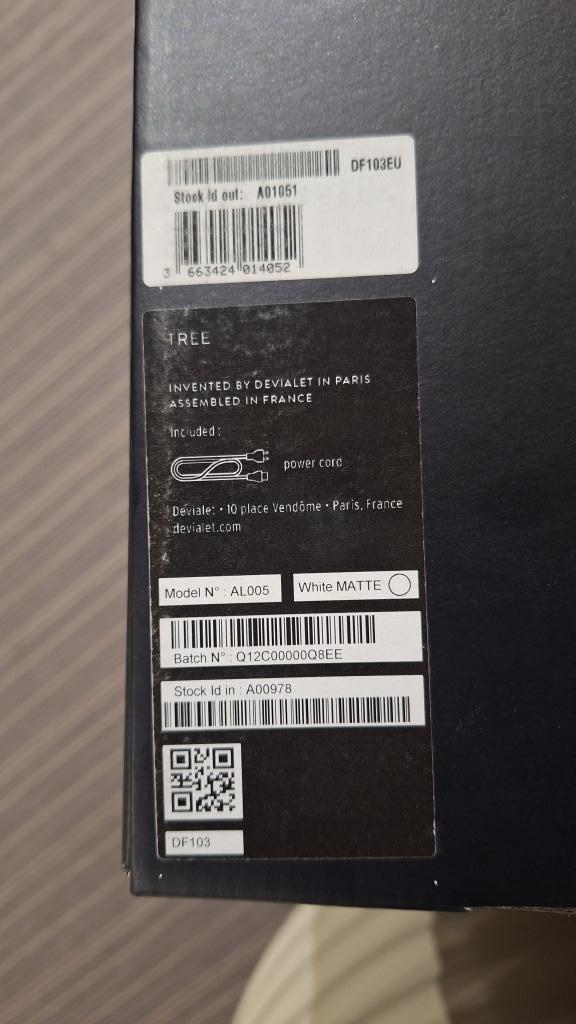 DF103EU
Stock Id out: A01051
3 663424 014052
TREE
INVENTED BY DEVIALET IN PARIS
ASSEMBLED IN FRANCE
Included :
power cord
Devialet • 10 place Vendôme • Paris, France
devialet.com
Model N° : AL005
White MATTE
Batch N° : Q12C00000Q8EE
Stock Id in : A00978
DF103